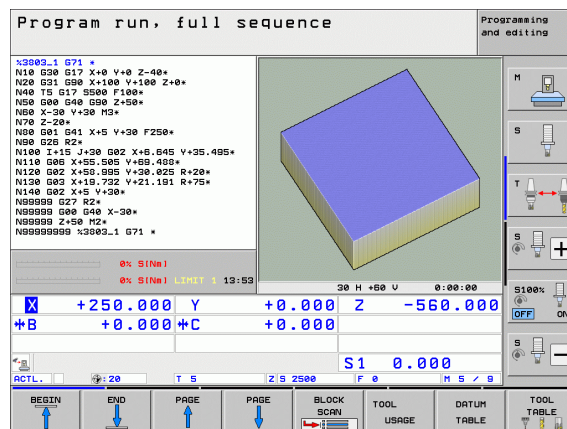 Program run, full sequence
Programming
and editing
%3803_1 G71 *
N10 G30 G17 X+0 Y+0 Z-40*
N20 G31 G90 X+100 Y+100 Z+0*
N40 T5 G17 S500 F100*
N50 G00 G40 G90 Z+50*
N60 X-30 Y+30 M3*
N70 Z-20*
N80 G01 G41 X+5 Y+30 F250*
N90 G26 R2*
N100 I+15 J+30 G02 X+6.645 Y+35.495*
N110 G06 X+55.505 Y+69.488*
N120 G02 X+58.995 Y+30.025 R+20*
N130 G03 X+19.732 Y+21.191 R+75*
N140 G02 X+5 Y+30*
N99999 G27 R2*
N99999 G00 G40 X-30*
N99999 Z+50 M2*
N99999999 %3803_1 G71 *
0% S[Nm]
0% S[Nm] LIMIT 1 13:53
30 H +60 V 0:00:00
X +250.000 Y +0.000 Z -560.000
B +0.000 C +0.000
S1 0.000
ACTL. : 20 T 5 Z S 2500 F 0 M 5 / 9
M
S
T
S
S100%
OFF ON
S
BEGIN
END
PAGE
PAGE
BLOCK
SCAN
TOOL
USAGE
DATUM
TABLE
TOOL
TABLE